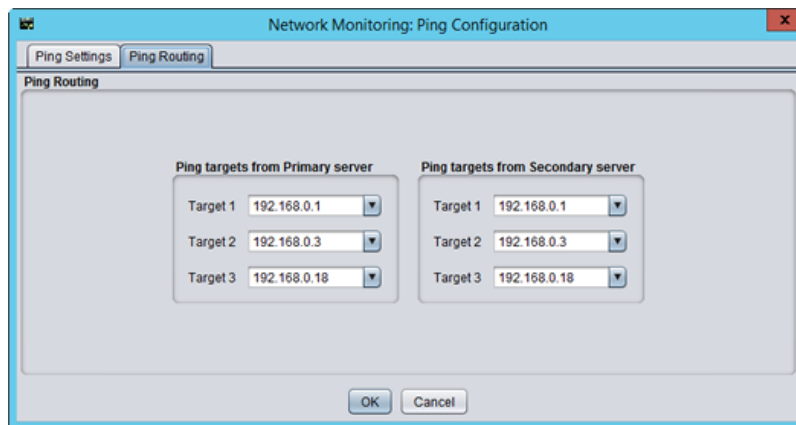 Network Monitoring: Ping Configuration
x
Ping Settings Ping Routing
Ping Routing
Ping targets from Primary server Ping targets from Secondary server
Target 1 192.168.0.1 Target 1 192.168.0.1
Target 2 192.168.0.3 Target 2 192.168.0.3
Target 3 192.168.0.18 Target 3 192.168.0.18
OK Cancel